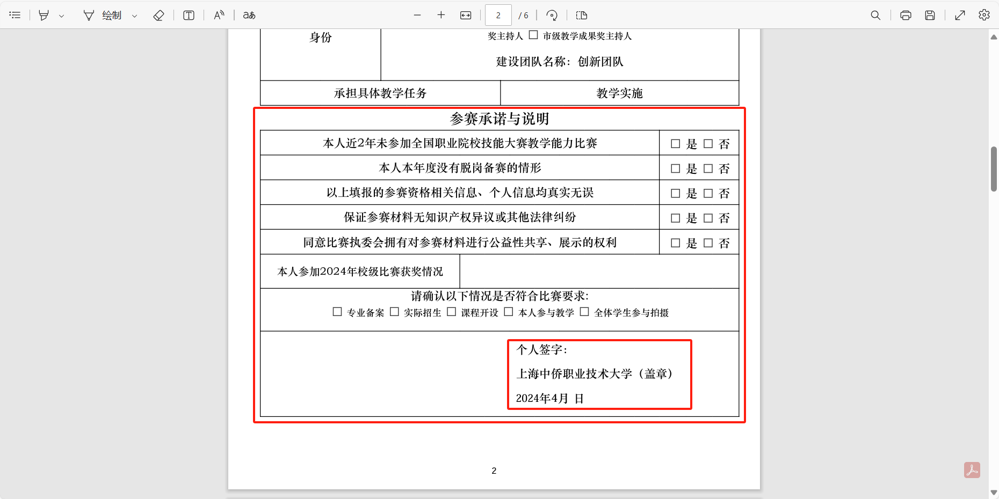 绘制
aあ
2
/ 6
身份
奖主持人 □ 市级教学成果奖主持人
建设团队名称：创新团队
承担具体教学任务
教学实施
参赛承诺与说明
本人近2年未参加全国职业院校技能大赛教学能力比赛
□ 是 □ 否
本人本年度没有脱岗备赛的情形
□ 是 □ 否
以上填报的参赛资格相关信息、个人信息均真实无误
□ 是 □ 否
保证参赛材料无知识产权异议或其他法律纠纷
□ 是 □ 否
同意比赛执委会拥有对参赛材料进行公益性共享、展示的权利
□ 是 □ 否
本人参加2024年校级比赛获奖情况
请确认以下情况是否符合比赛要求:
□ 专业备案 □ 实际招生 □ 课程开设 □ 本人参与教学 □ 全体学生参与拍摄
个人签字：
上海中侨职业技术大学（盖章）
2024年4月 日
2